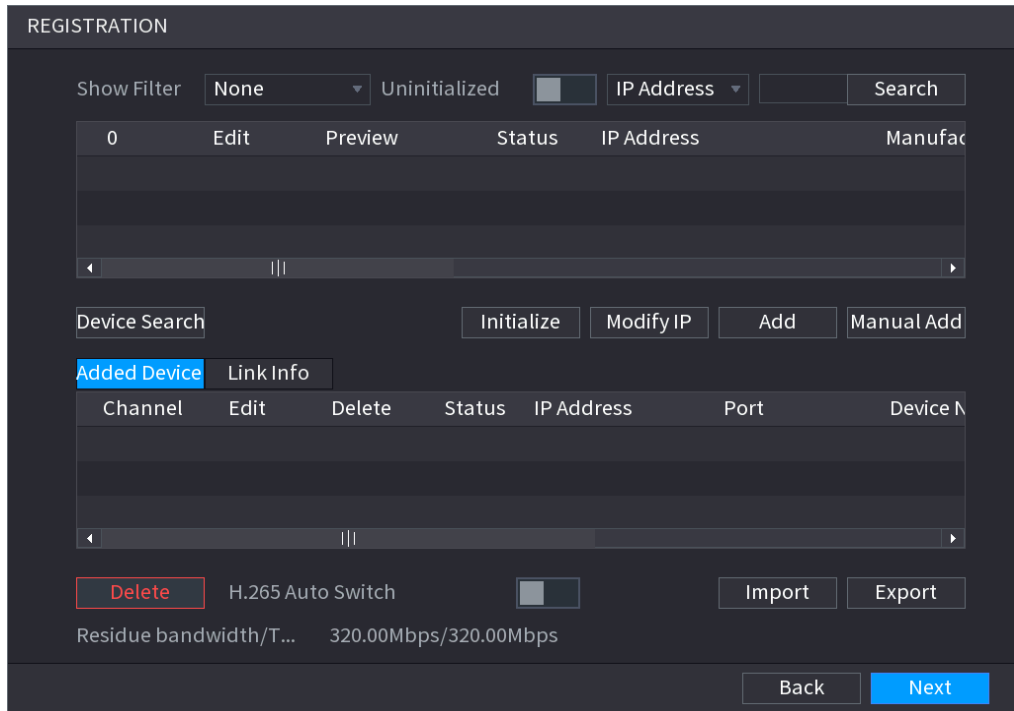 REGISTRATION
Show Filter None Uninitialized IP Address Search
0 Edit Preview Status IP Address Manufac
Device Search Initialize Modify IP Add Manual Add
Added Device Link Info
Channel Edit Delete Status IP Address Port Device N
Delete H.265 Auto Switch Import Export
Residue bandwidth/T... 320.00Mbps/320.00Mbps
Back Next